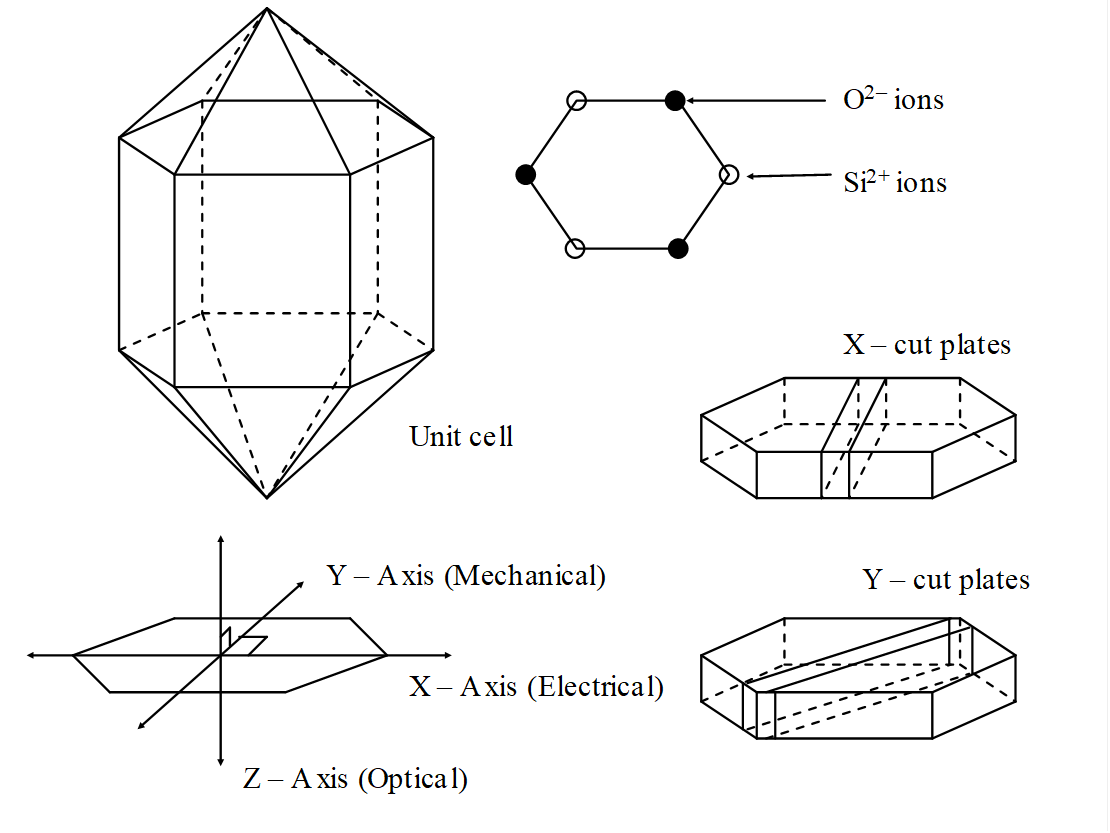 O²⁻ ions
Si²⁺ ions
X – cut plates
Unit cell
Y – Axis (Mechanical)
Y – cut plates
X – Axis (Electrical)
Z – Axis (Optical)